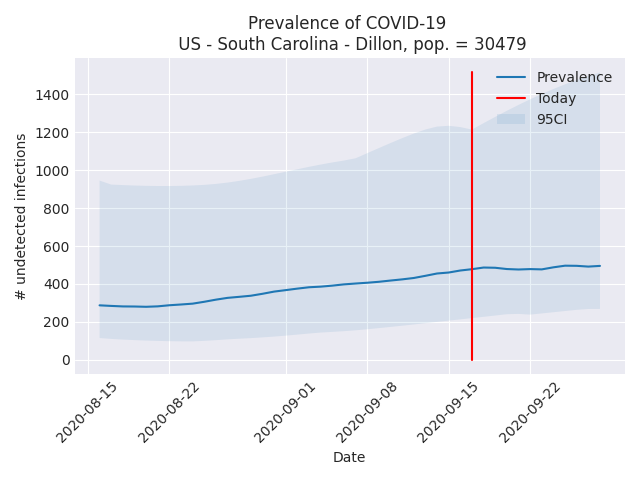 Prevalence of COVID-19
US - South Carolina - Dillon, pop. = 30479
Prevalence
Today
95CI
1400
1200
1000
800
600
400
200
0
# undetected infections
2020-08-15
2020-08-22
2020-09-01
2020-09-08
2020-09-15
2020-09-22
Date